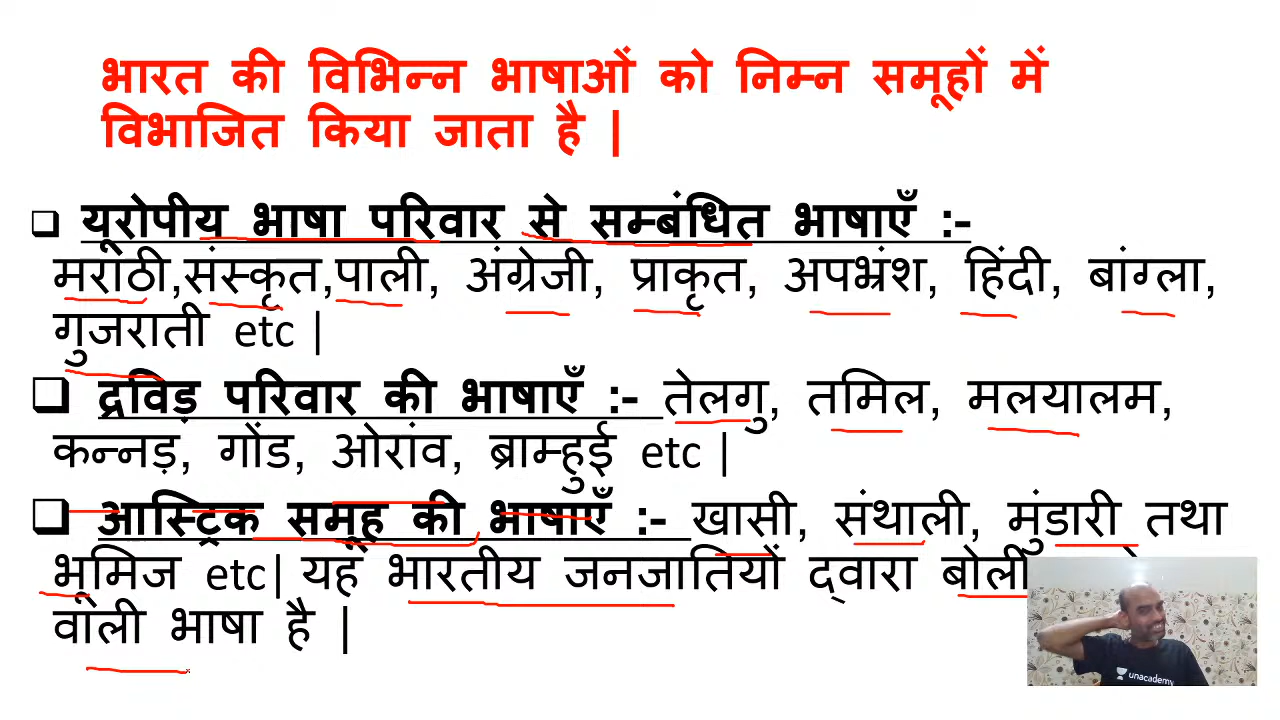 भारत की विभिन्न भाषाओं को निम्न समूहों में
विभाजित किया जाता है |
❑ यूरोपीय भाषा परिवार से सम्बंधित भाषाएँ :-
मराठी,संस्कृत,पाली, अंग्रेजी, प्राकृत, अपभ्रंश, हिंदी, बांग्ला,
गुजराती etc |
❑ द्रविड़ परिवार की भाषाएँ :- तेलगु, तमिल, मलयालम,
कन्नड़, गोंड, ओरांव, ब्राम्हुई etc |
❑ आस्ट्रिक समूह की भाषाएँ :- खासी, संथाली, मुंडारी तथा
भूमिज etc| यह भारतीय जनजातियों द्वारा बोली
वाली भाषा है |
unacademy